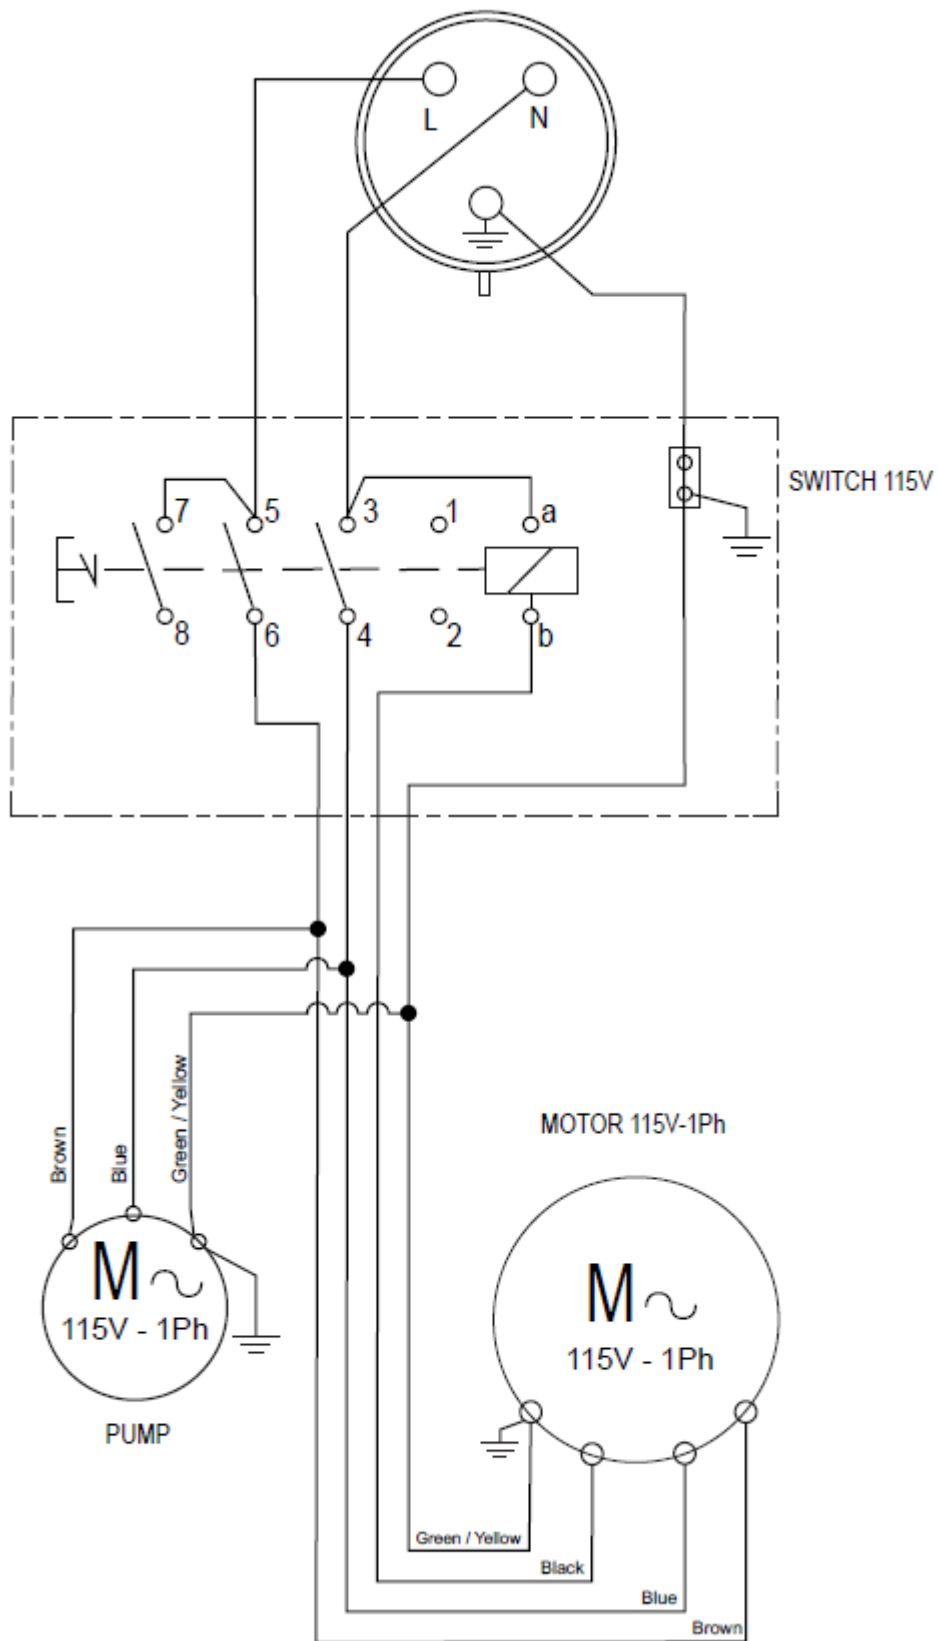 L
N
SWITCH 115V
7
5
3
1
a
8
6
4
2
b
Brown
Blue
Green / Yellow
MOTOR 115V-1Ph
M
115V - 1Ph
M
115V - 1Ph
PUMP
Green / Yellow
Black
Blue
Brown